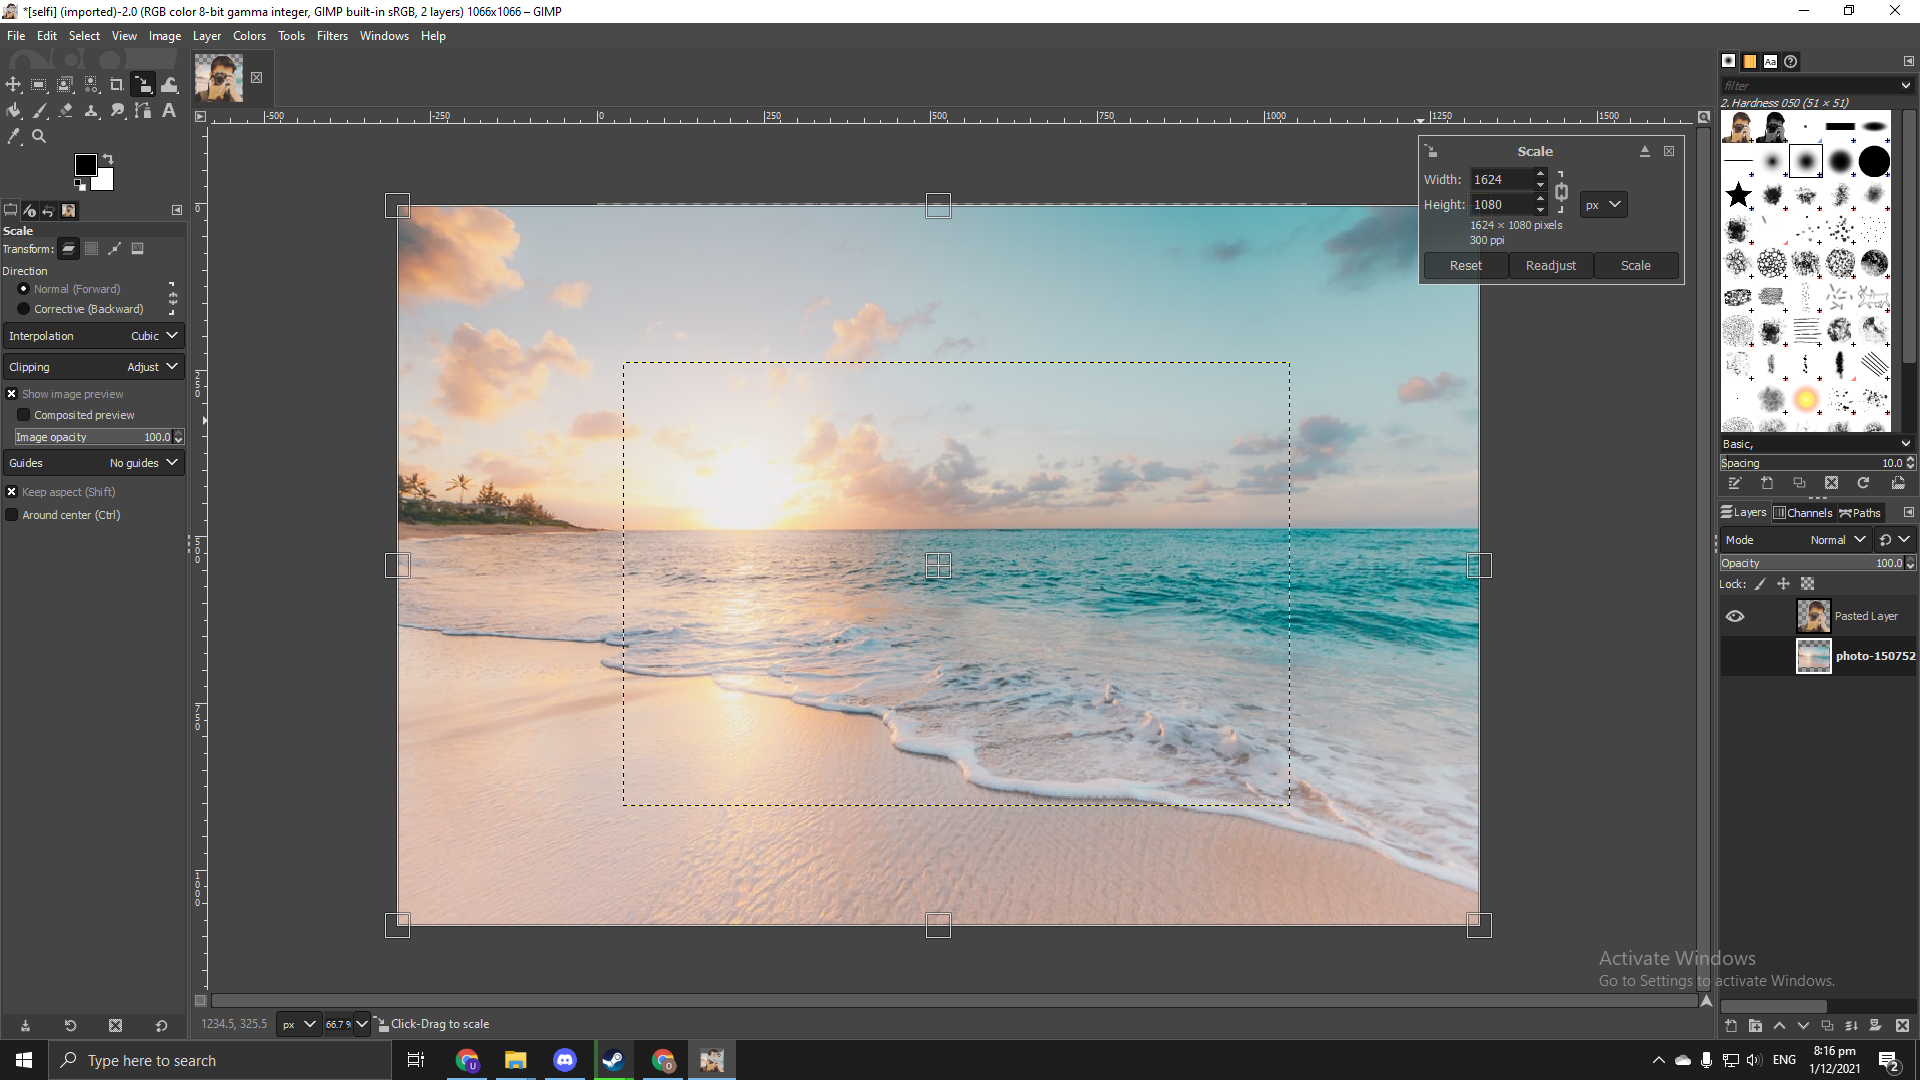 *[selfi] (imported)-2.0 (RGB color 8-bit gamma integer, GIMP built-in sRGB, 2 layers) 1066x1066 – GIMP
File Edit Select View Image Layer Colors Tools Filters Windows Help
-500 -250 0 250 500 750 1000 1250 1500
0
250
500
750
1000
Scale
Transform:
Direction
Normal (Forward)
Corrective (Backward)
Interpolation Cubic
Clipping Adjust
Show image preview
Composited preview
Image opacity 100.0
Guides No guides
Keep aspect (Shift)
Around center (Ctrl)
Scale
Width: 1624
Height: 1080 px
1624 × 1080 pixels
300 ppi
Reset Readjust Scale
Aa
filter
2. Hardness 050 (51 × 51)
Basic,
Spacing 10.0
Layers Channels Paths
Mode Normal
Opacity 100.0
Lock:
Pasted Layer
photo-150752
Activate Windows
Go to Settings to activate Windows.
1234.5, 325.5 px 66.7 % Click-Drag to scale
Type here to search
U
O
ENG
8:16 pm
1/12/2021
2